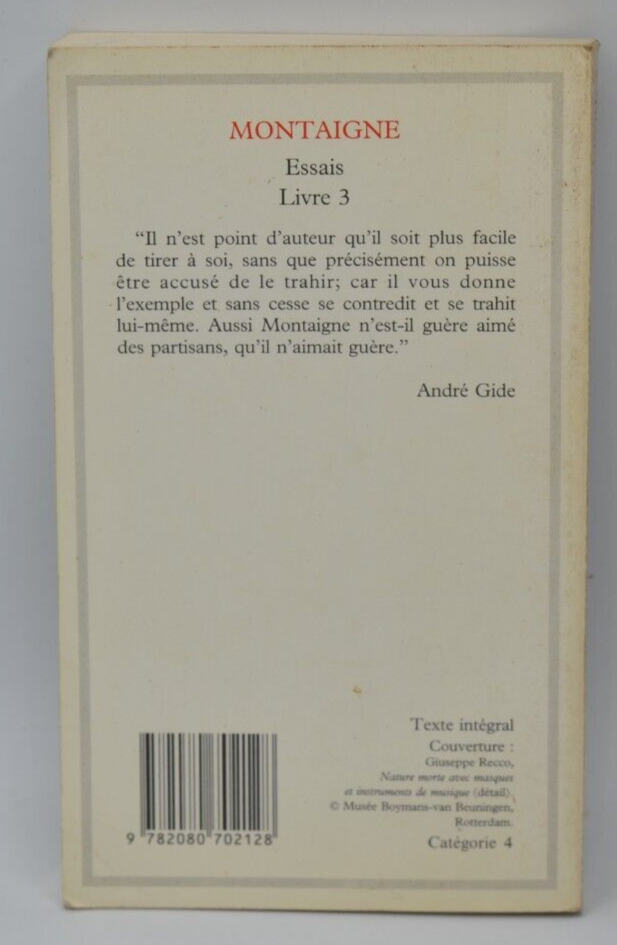 MONTAIGNE
Essais
Livre 3
“Il n’est point d’auteur qu’il soit plus facile
de tirer à soi, sans que précisément on puisse
être accusé de le trahir; car il vous donne
l’exemple et sans cesse se contredit et se trahit
lui-même. Aussi Montaigne n’est-il guère aimé
des partisans, qu’il n’aimait guère.”
André Gide
Texte intégral
Couverture :
Giuseppe Recco,
Nature morte avec masques
et instruments de musique (détail).
© Musée Boymans-van Beuningen,
Rotterdam.
Catégorie 4
9 782080 702128